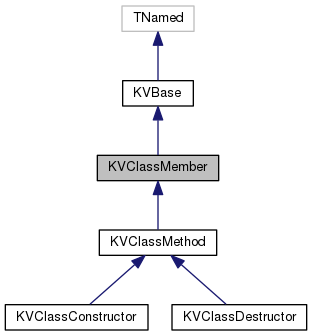 TNamed
KVBase
KVClassMember
KVClassMethod
KVClassConstructor
KVClassDestructor